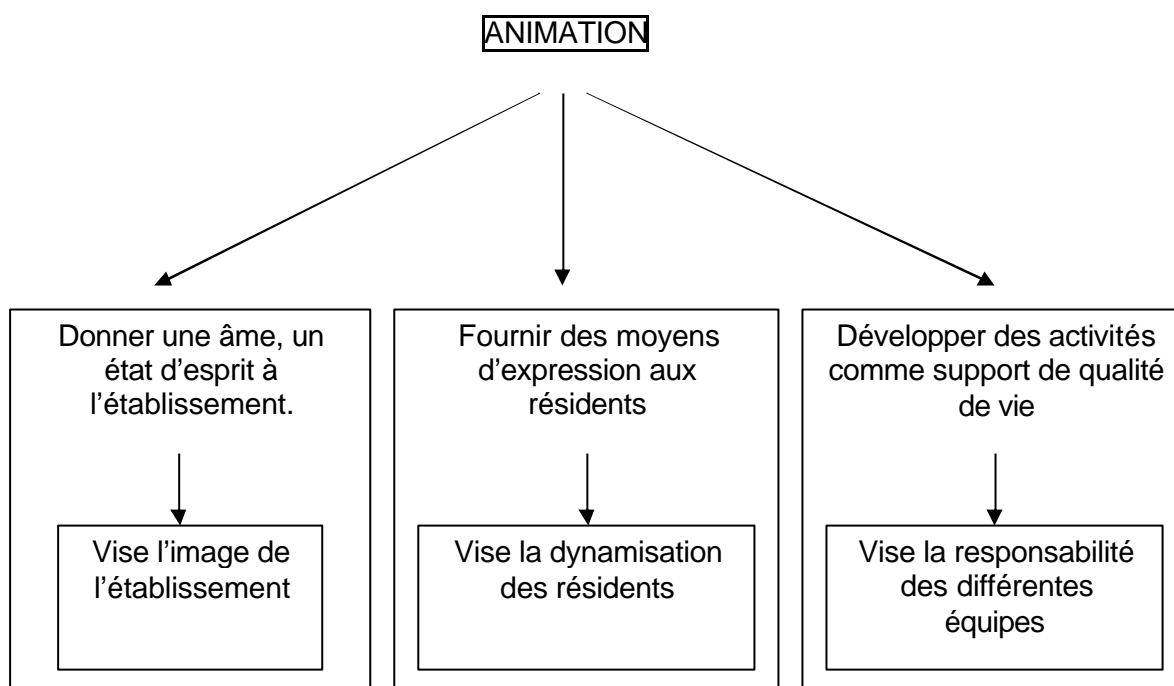 ANIMATION
Donner une âme, un
état d’esprit à
l’établissement.
Vise l’image de
l’établissement
Fournir des moyens
d’expression aux
résidents
Vise la dynamisation
des résidents
Développer des activités
comme support de qualité
de vie
Vise la responsabilité
des différentes
équipes